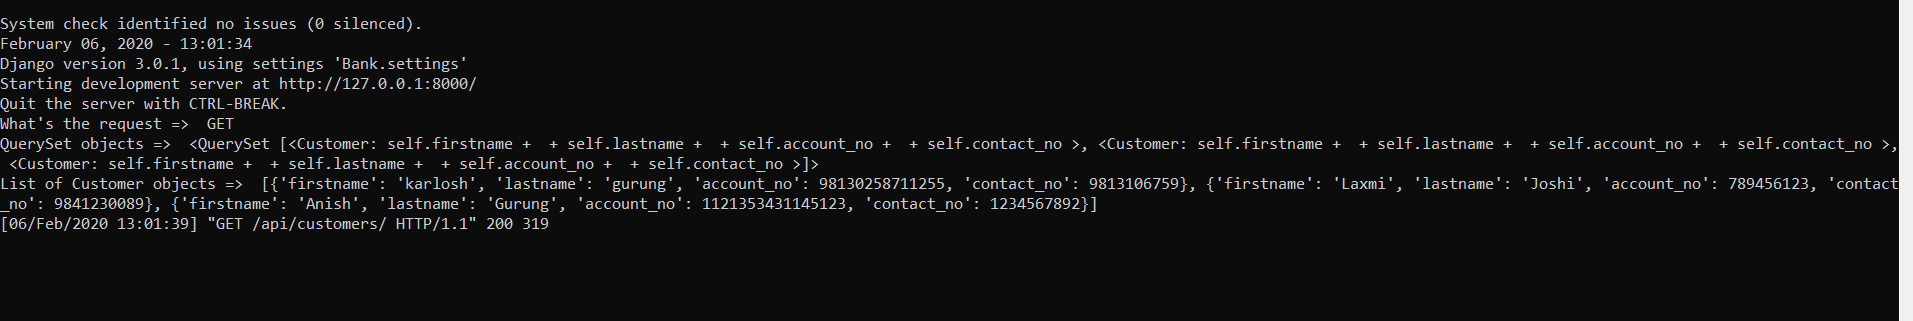 System check identified no issues (0 silenced).
February 06, 2020 - 13:01:34
Django version 3.0.1, using settings 'Bank.settings'
Starting development server at http://127.0.0.1:8000/
Quit the server with CTRL-BREAK.
What's the request =>  GET
QuerySet objects =>  <QuerySet [<Customer: self.firstname +  + self.lastname +  + self.account_no +  + self.contact_no >, <Customer: self.firstname +  + self.lastname +  + self.account_no +  + self.contact_no >,
 <Customer: self.firstname +  + self.lastname +  + self.account_no +  + self.contact_no >]>
List of Customer objects =>  [{'firstname': 'karlosh', 'lastname': 'gurung', 'account_no': 98130258711255, 'contact_no': 9813106759}, {'firstname': 'Laxmi', 'lastname': 'Joshi', 'account_no': 789456123, 'contact
_no': 9841230089}, {'firstname': 'Anish', 'lastname': 'Gurung', 'account_no': 1121353431145123, 'contact_no': 1234567892}]
[06/Feb/2020 13:01:39] "GET /api/customers/ HTTP/1.1" 200 319